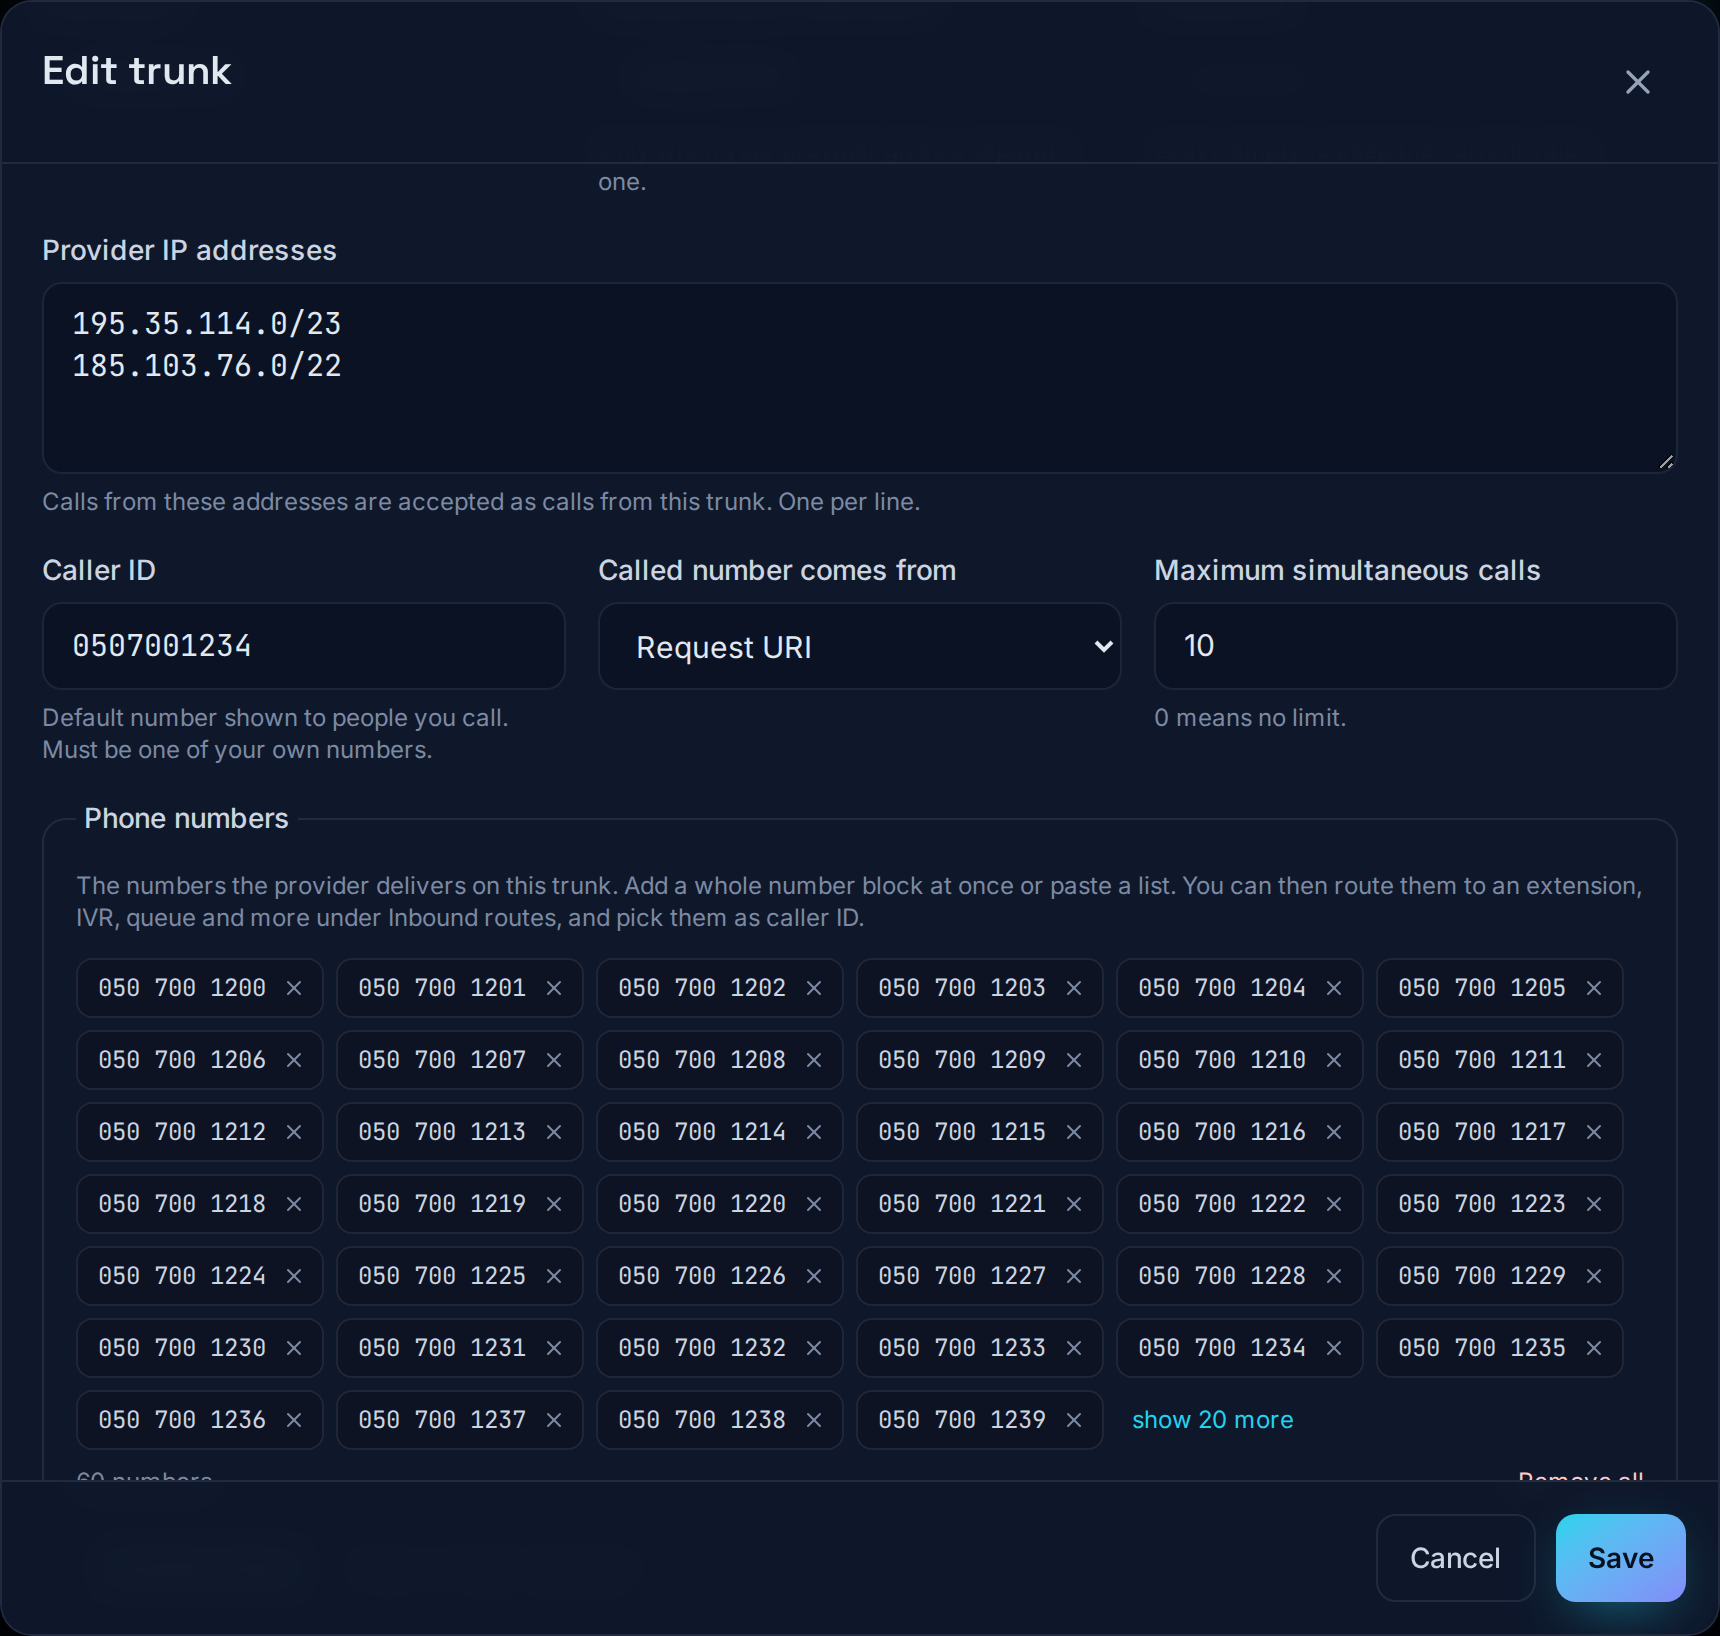 Edit trunk
one.
Provider IP addresses
195.35.114.0/23
185.103.76.0/22
Calls from these addresses are accepted as calls from this trunk. One per line.
Caller ID
Called number comes from
Maximum simultaneous calls
0507001234
Request URI
10
Default number shown to people you call.
Must be one of your own numbers.
0 means no limit.
Phone numbers
The numbers the provider delivers on this trunk. Add a whole number block at once or paste a list. You can then route them to an extension,
IVR, queue and more under Inbound routes, and pick them as caller ID.
050 700 1200 050 700 1201 050 700 1202 050 700 1203 050 700 1204 050 700 1205
050 700 1206 050 700 1207 050 700 1208 050 700 1209 050 700 1210 050 700 1211
050 700 1212 050 700 1213 050 700 1214 050 700 1215 050 700 1216 050 700 1217
050 700 1218 050 700 1219 050 700 1220 050 700 1221 050 700 1222 050 700 1223
050 700 1224 050 700 1225 050 700 1226 050 700 1227 050 700 1228 050 700 1229
050 700 1230 050 700 1231 050 700 1232 050 700 1233 050 700 1234 050 700 1235
050 700 1236 050 700 1237 050 700 1238 050 700 1239 show 20 more
60 numbers
Remove all
Cancel
Save